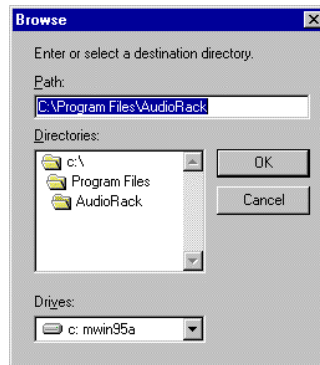 Browse
Enter or select a destination directory.
Path:
C:\Program Files\AudioRack
Directories:
c:\
Program Files
AudioRack
OK
Cancel
Drives:
c: mwin95a